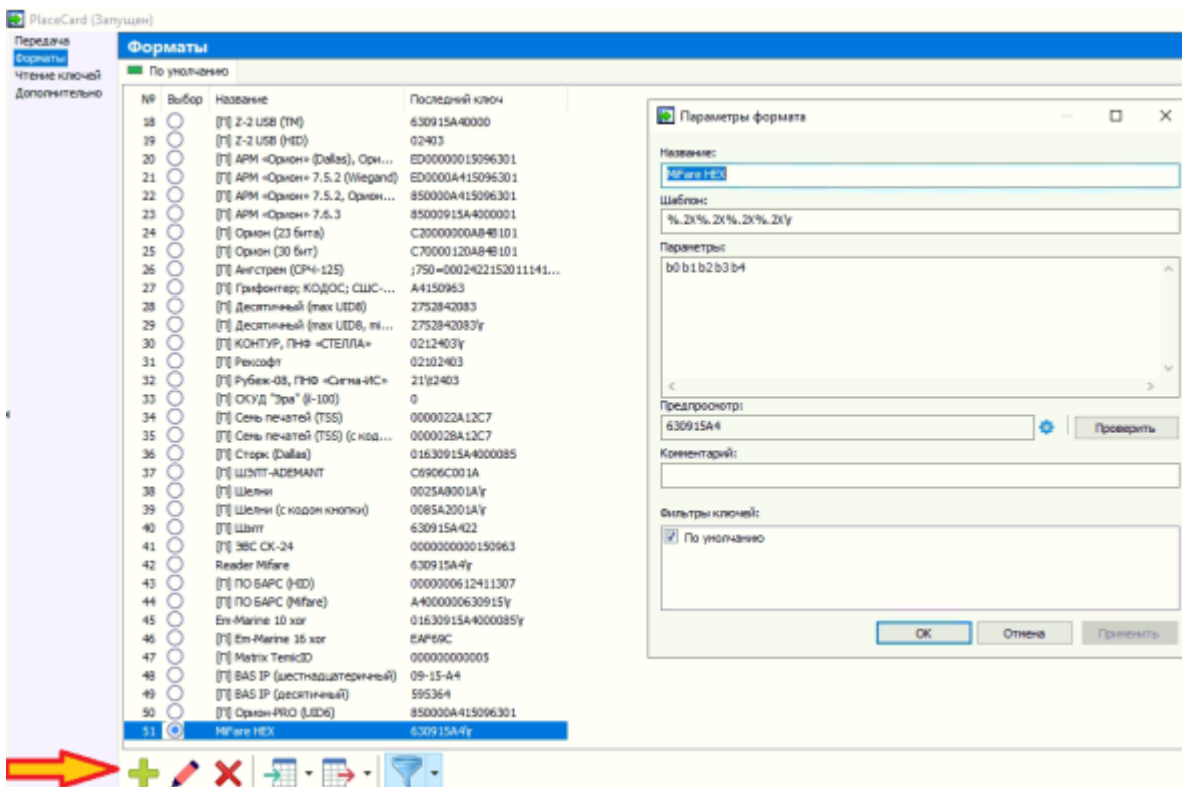 PlaceCard (Запущен)
Передача
Форматы
Чтение ключей
Дополнительно
Форматы
По умолчанию
№ Выбор Название Последний ключ
18 [П] Z-2 USB (TM) 630915A40000
19 [П] Z-2 USB (HID) 02403
20 [П] АРМ «Орион» (Dallas), Ори... ED00000015096301
21 [П] АРМ «Орион» 7.5.2 (Wiegand) ED0000A415096301
22 [П] АРМ «Орион» 7.5.2, Орион... 850000A415096301
23 [П] АРМ «Орион» 7.6.3 85000915A4000001
24 [П] Орион (23 бита) C20000000A84B101
25 [П] Орион (30 бит) C70000120A84B101
26 [П] Ангстрем (СРЧ-125) ;750=0002422152011141...
27 [П] Грифонтер; КОДОС; СШС-... A4150963
28 [П] Десятичный (max UID8) 2752842083
29 [П] Десятичный (max UID8, mi... 2752842083\r
30 [П] КОНТУР, ПНФ «СТЕЛЛА» 0212403\r
31 [П] Рексофт 02102403
32 [П] Рубеж-08, ПНФ «Сигма-ИС» 21\t2403
33 [П] СКУД "Эра" (il-100) 0
34 [П] Семь печатей (TSS) 0000022A12C7
35 [П] Семь печатей (TSS) (с код... 0000028A12C7
36 [П] Сторк (Dallas) 01630915A4000085
37 [П] ШЭЛТ-ADEMANT C6906C001A
38 [П] Шелни 0025A8001A\r
39 [П] Шелни (с кодом кнопки) 0085A2001A\r
40 [П] Шэлт 630915A422
41 [П] ЭВС СК-24 0000000000150963
42 Reader Mifare 630915A4\r
43 [П] ПО БАРС (HID) 0000000612411307
44 [П] ПО БАРС (Mifare) A4000000630915\r
45 Em-Marine 10 xor 01630915A4000085\r
46 [П] Em-Marine 16 xor EAF69C
47 [П] Matrix TemicID 000000000005
48 [П] BAS IP (шестнадцатеричный) 09-15-A4
49 [П] BAS IP (десятичный) 595364
50 [П] Орион-PRO (UID6) 850000A415096301
51 MiFare HEX 630915A4\r
Параметры формата
Название:
MiFare HEX
Шаблон:
%.2X%.2X%.2X%.2X\r
Параметры:
b0 b1 b2 b3 b4
Предпросмотр:
630915A4
Проверить
Комментарий:
Фильтры ключей:
По умолчанию
OK Отмена Применить